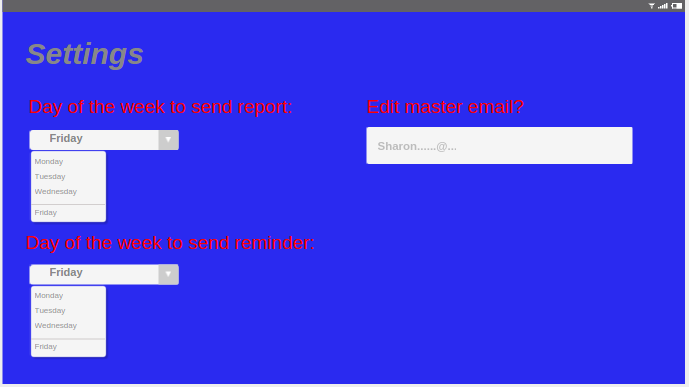 Settings
Day of the week to send report:
Friday
Monday
Tuesday
Wednesday
Friday
Edit master email?
Sharon......@...
Day of the week to send reminder:
Friday
Monday
Tuesday
Wednesday
Friday